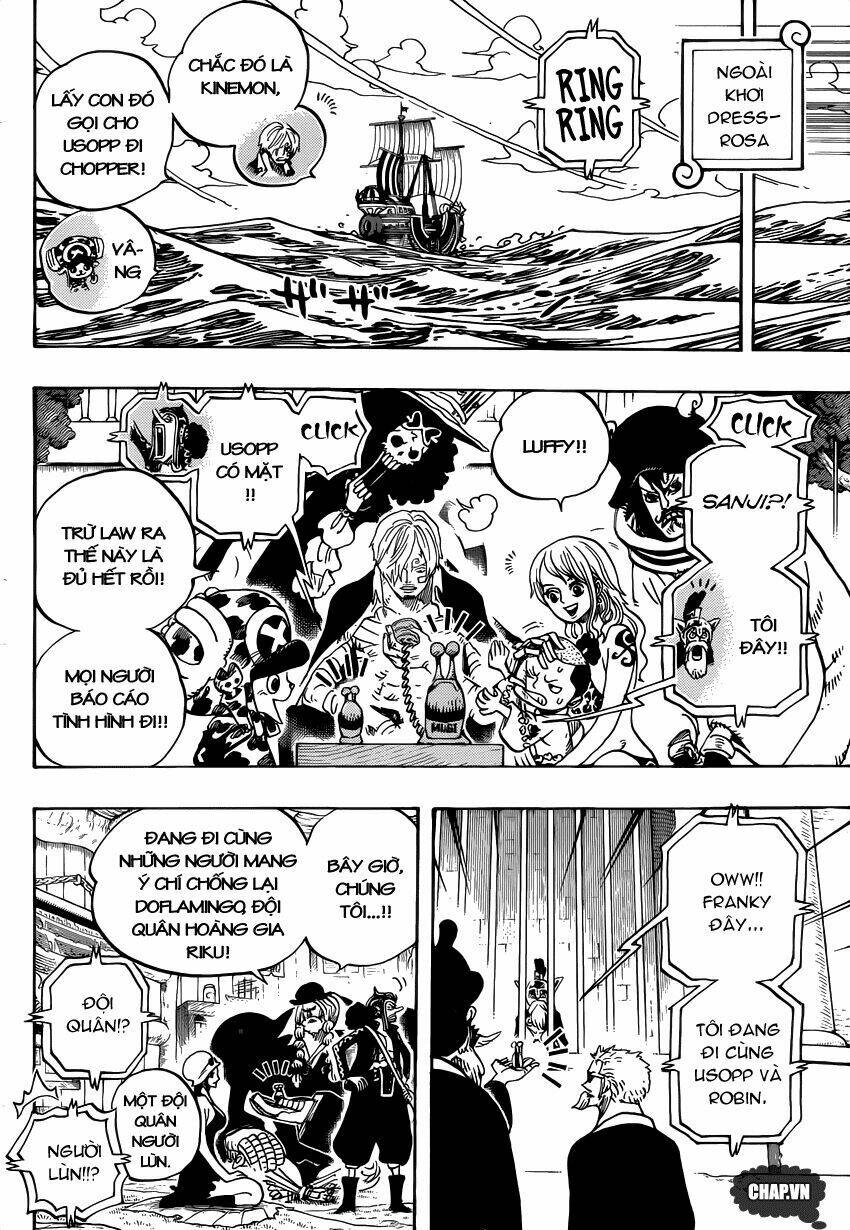 NGOÀI
KHƠI
DRESS-
ROSA
RING
RING
CHẮC ĐÓ LÀ
KINEMON,
LẤY CON ĐÓ
GỌI CHO
USOPP ĐI
CHOPPER!
VÂ-
NG
ザザ
CLICK
SANJI?!
TÔI
ĐÂY!!
LUFFY!!
CLICK
USOPP
CÓ MẶT
!!
TRỪ LAW RA
THẾ NÀY LÀ
ĐỦ HẾT RỒI!
MỌI NGƯỜI
BÁO CÁO
TÌNH HÌNH ĐI!!
OWW!!
FRANKY
ĐÂY...
TÔI ĐANG
ĐI CÙNG
USOPP VÀ
ROBIN.
BÂY GIỜ,
CHÚNG
TÔI...!!
ĐANG ĐI CÙNG
NHỮNG NGƯỜI MANG
Ý CHÍ CHỐNG LẠI
DOFLAMINGO, ĐỘI
QUÂN HOÀNG GIA
RIKU!
ĐỘI
QUÂN!?
MỘT ĐỘI
QUÂN
NGƯỜI
LÙN.
NGƯỜI
LÙN!!?
CHAP.VN